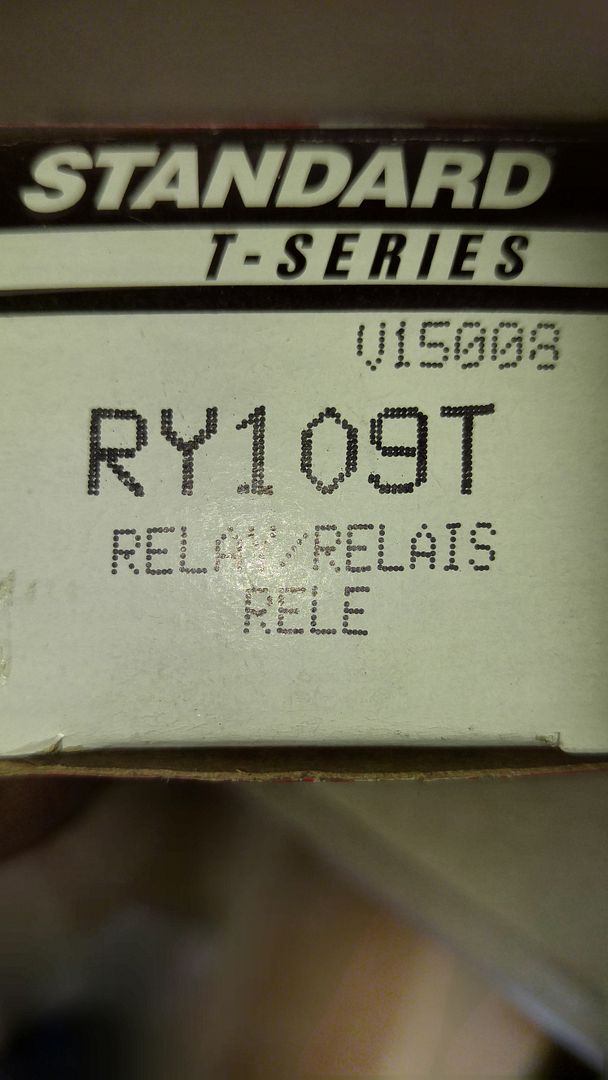 STANDARD
T-SERIES
V15008
RY109T
RELAY..RELAIS
RELE